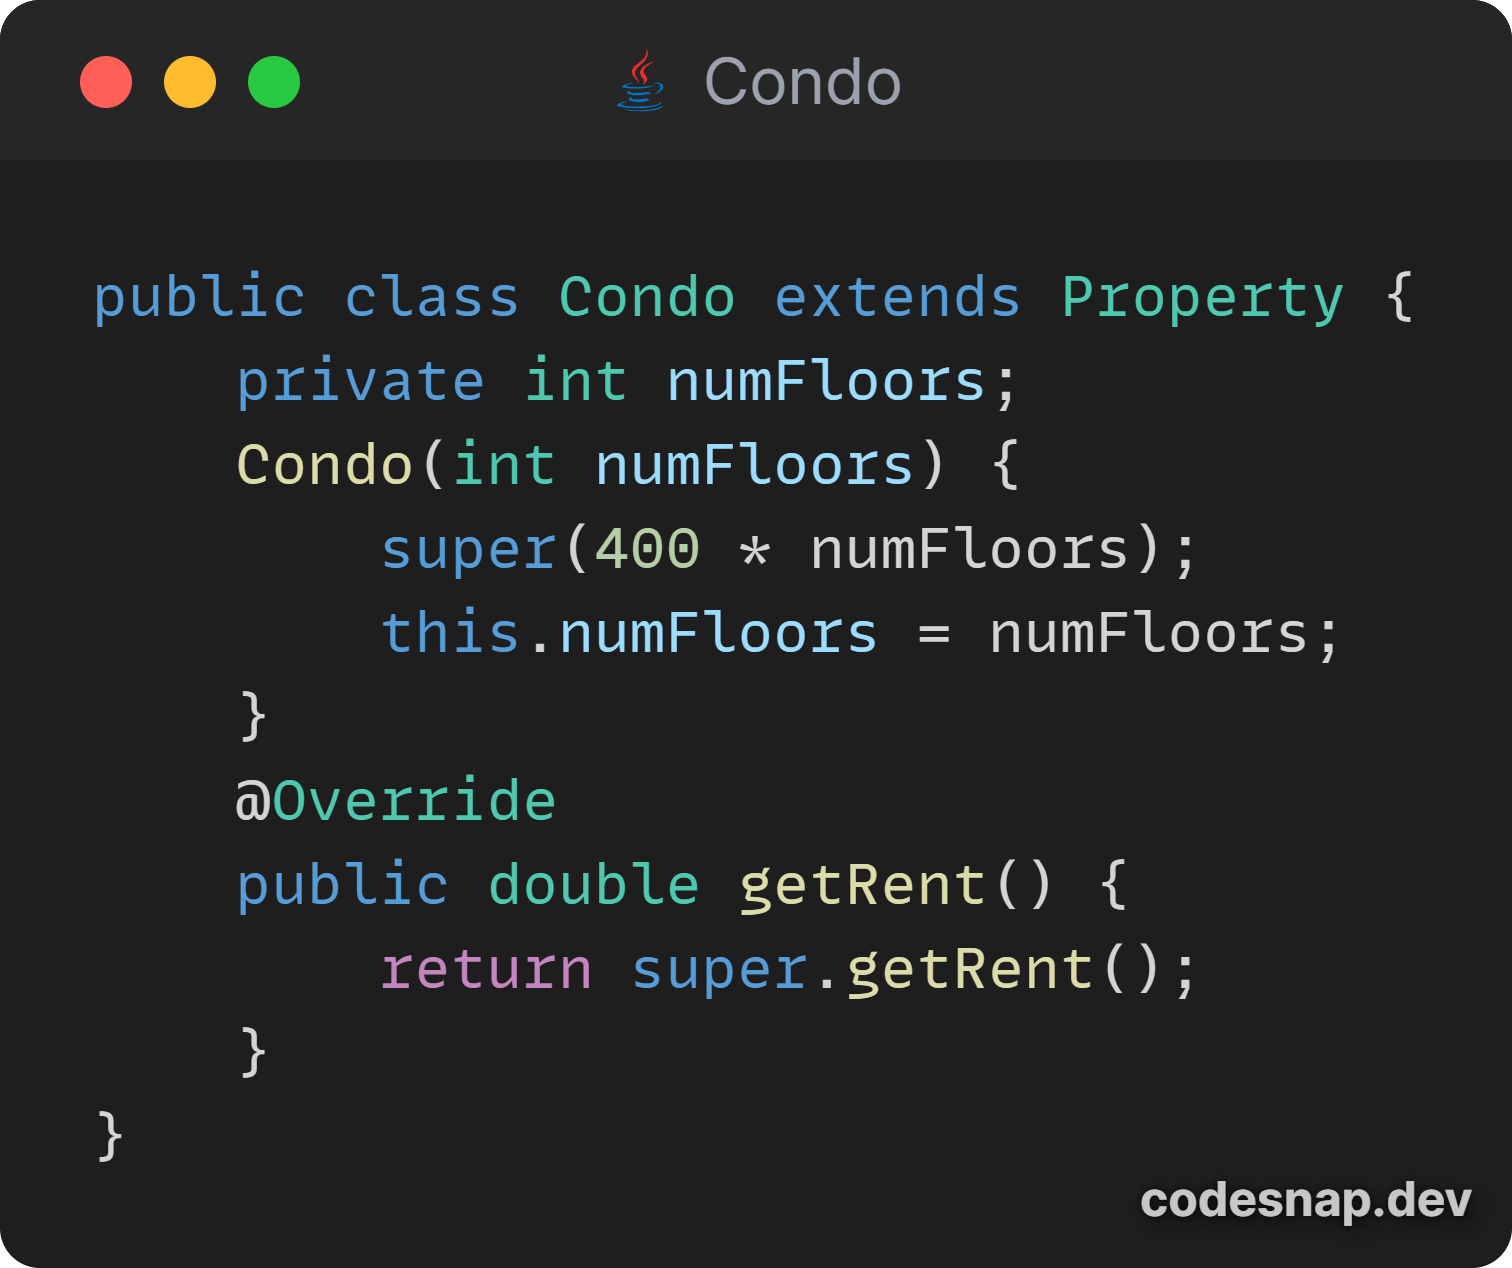 Condo
public class Condo extends Property {
    private int numFloors;
    Condo(int numFloors) {
        super(400 * numFloors);
        this.numFloors = numFloors;
    }
    @Override
    public double getRent() {
        return super.getRent();
    }
}
codesnap.dev